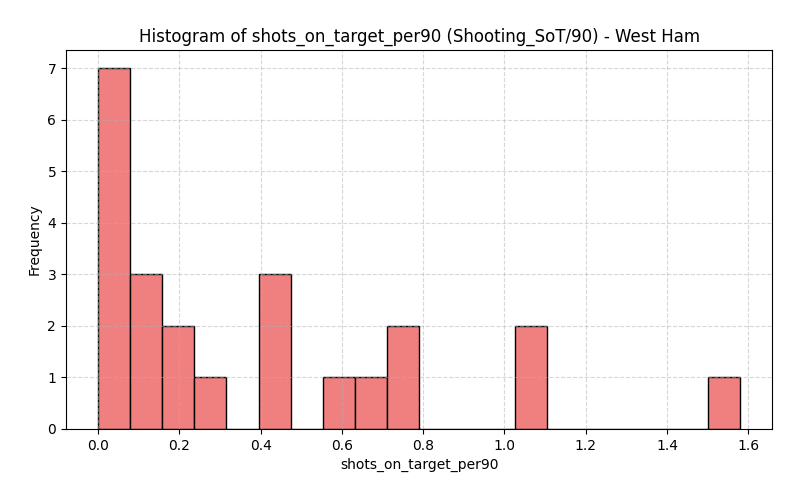 Histogram of shots_on_target_per90 (Shooting_SoT/90) - West Ham
7
6
5
4
3
2
1
0
Frequency
0.0 0.2 0.4 0.6 0.8 1.0 1.2 1.4 1.6
shots_on_target_per90